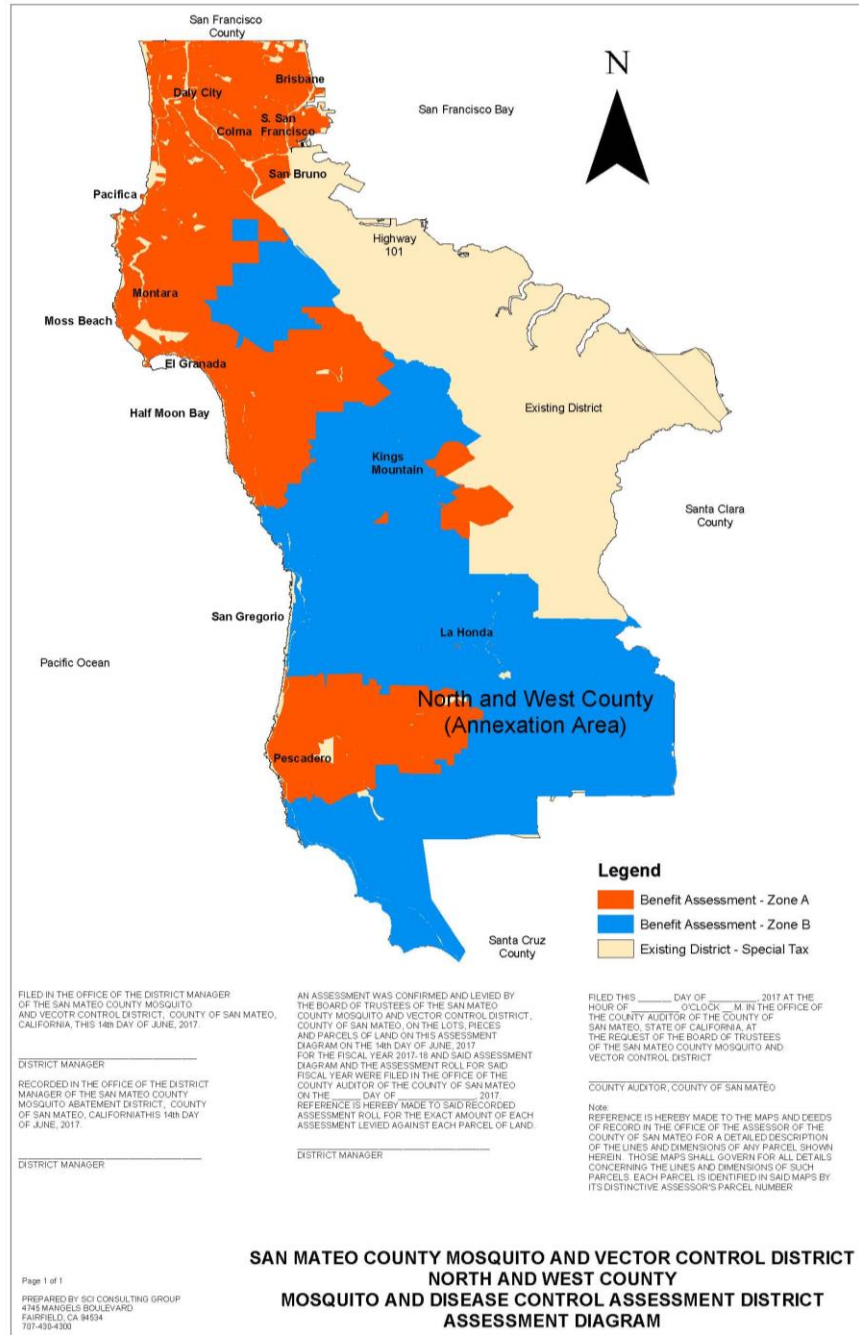 San Francisco
County
Brisbane
Daly City
San Francisco Bay
N
S. San
Francisco
Colma
San Bruno
Pacifica
Highway
101
Montara
Moss Beach
El Granada
Half Moon Bay
Existing District
Kings
Mountain
Santa Clara
County
San Gregorio
La Honda
Pacific Ocean
North and West County
(Annexation Area)
Pescadero
Santa Cruz
County
Legend
Benefit Assessment - Zone A
Benefit Assessment - Zone B
Existing District - Special Tax
FILED IN THE OFFICE OF THE DISTRICT MANAGER
OF THE SAN MATEO COUNTY MOSQUITO
AND VECOTR CONTROL DISTRICT, COUNTY OF SAN MATEO,
CALIFORNIA, THIS 14th DAY OF JUNE, 2017.
DISTRICT MANAGER
RECORDED IN THE OFFICE OF THE DISTRICT
MANAGER OF THE SAN MATEO COUNTY
MOSQUITO ABATEMENT DISTRICT, COUNTY
OF SAN MATEO, CALIFORNIATHIS 14th DAY
OF JUNE, 2017.
DISTRICT MANAGER
AN ASSESSMENT WAS CONFIRMED AND LEVIED BY
THE BOARD OF TRUSTEES OF THE SAN MATEO
COUNTY MOSQUITO AND VECTOR CONTROL DISTRICT,
COUNTY OF SAN MATEO, ON THE LOTS, PIECES
AND PARCELS OF LAND ON THIS ASSESSMENT
DIAGRAM ON THE 14th DAY OF JUNE, 2017
FOR THE FISCAL YEAR 2017-18 AND SAID ASSESSMENT
DIAGRAM AND THE ASSESSMENT ROLL FOR SAID
FISCAL YEAR WERE FILED IN THE OFFICE OF THE
COUNTY AUDITOR OF THE COUNTY OF SAN MATEO
ON THE ______ DAY OF ______________, 2017.
REFERENCE IS HEREBY MADE TO SAID RECORDED
ASSESSMENT ROLL FOR THE EXACT AMOUNT OF EACH
ASSESSMENT LEVIED AGAINST EACH PARCEL OF LAND.
DISTRICT MANAGER
FILED THIS ______ DAY OF _________, 2017 AT THE
HOUR OF _________ O'CLOCK __M. IN THE OFFICE OF
THE COUNTY AUDITOR OF THE COUNTY OF
SAN MATEO, STATE OF CALIFORNIA, AT
THE REQUEST OF THE BOARD OF TRUSTEES
OF THE SAN MATEO COUNTY MOSQUITO AND
VECTOR CONTROL DISTRICT
COUNTY AUDITOR, COUNTY OF SAN MATEO
Note:
REFERENCE IS HEREBY MADE TO THE MAPS AND DEEDS
OF RECORD IN THE OFFICE OF THE ASSESSOR OF THE
COUNTY OF SAN MATEO FOR A DETAILED DESCRIPTION
OF THE LINES AND DIMENSIONS OF ANY PARCEL SHOWN
HEREIN. THOSE MAPS SHALL GOVERN FOR ALL DETAILS
CONCERNING THE LINES AND DIMENSIONS OF SUCH
PARCELS. EACH PARCEL IS IDENTIFIED IN SAID MAPS BY
ITS DISTINCTIVE ASSESSOR'S PARCEL NUMBER
SAN MATEO COUNTY MOSQUITO AND VECTOR CONTROL DISTRICT
NORTH AND WEST COUNTY
MOSQUITO AND DISEASE CONTROL ASSESSMENT DISTRICT
ASSESSMENT DIAGRAM
Page 1 of 1
PREPARED BY SCI CONSULTING GROUP
4745 MANGELS BOULEVARD
FAIRFIELD, CA 94534
707-430-4300